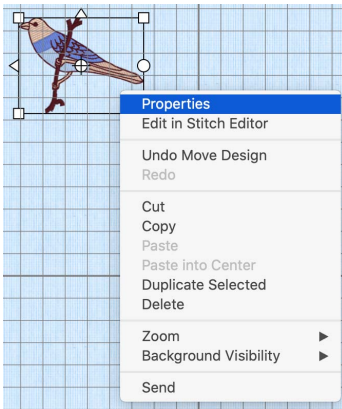 Properties
Edit in Stitch Editor
Undo Move Design
Redo
Cut
Copy
Paste
Paste into Center
Duplicate Selected
Delete
Zoom
Background Visibility
Send